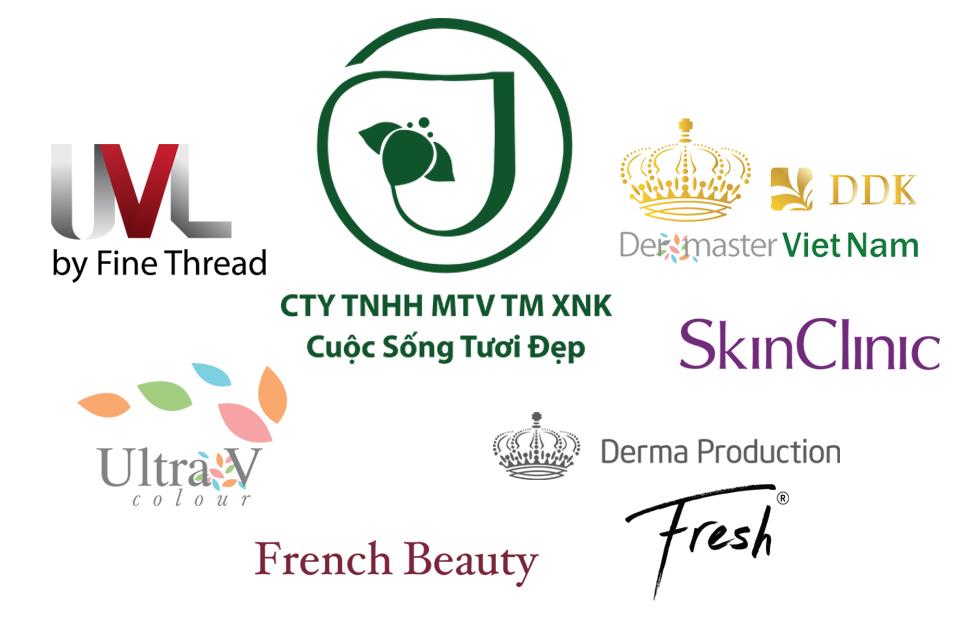 UVL
by Fine Thread
CTY TNHH MTV TM XNK
Cuộc Sống Tươi Đẹp
DDK
Dermaster Viet Nam
SkinClinic
Ultra V
colour
Derma Production
Fresh®
French Beauty